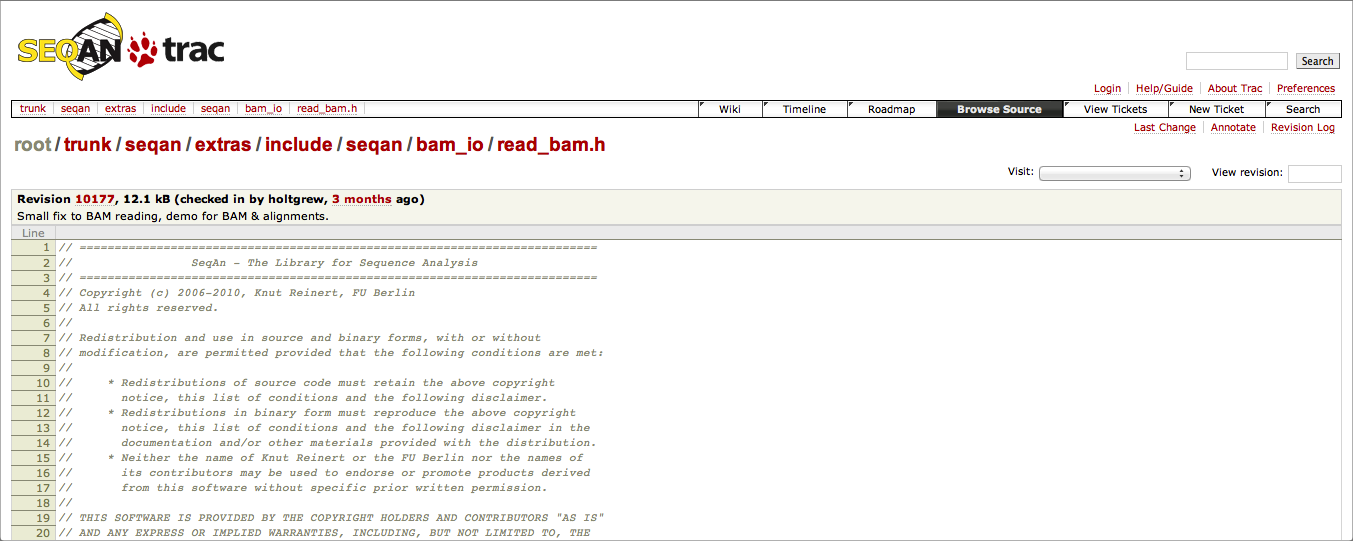 SEQAN trac
Search
Login Help/Guide About Trac Preferences
trunk seqan extras include seqan bam_io read_bam.h Wiki Timeline Roadmap Browse Source View Tickets New Ticket Search
Last Change Annotate Revision Log
root/trunk/seqan/extras/include/seqan/bam_io/read_bam.h
Visit: View revision:
Revision 10177, 12.1 kB (checked in by holtgrew, 3 months ago)
Small fix to BAM reading, demo for BAM & alignments.
Line
1 // ==========================================================================
2 // SeqAn - The Library for Sequence Analysis
3 // ==========================================================================
4 // Copyright (c) 2006-2010, Knut Reinert, FU Berlin
5 // All rights reserved.
6 //
7 // Redistribution and use in source and binary forms, with or without
8 // modification, are permitted provided that the following conditions are met:
9 //
10 // * Redistributions of source code must retain the above copyright
11 // notice, this list of conditions and the following disclaimer.
12 // * Redistributions in binary form must reproduce the above copyright
13 // notice, this list of conditions and the following disclaimer in the
14 // documentation and/or other materials provided with the distribution.
15 // * Neither the name of Knut Reinert or the FU Berlin nor the names of
16 // its contributors may be used to endorse or promote products derived
17 // from this software without specific prior written permission.
18 //
19 // THIS SOFTWARE IS PROVIDED BY THE COPYRIGHT HOLDERS AND CONTRIBUTORS "AS IS"
20 // AND ANY EXPRESS OR IMPLIED WARRANTIES, INCLUDING, BUT NOT LIMITED TO, THE